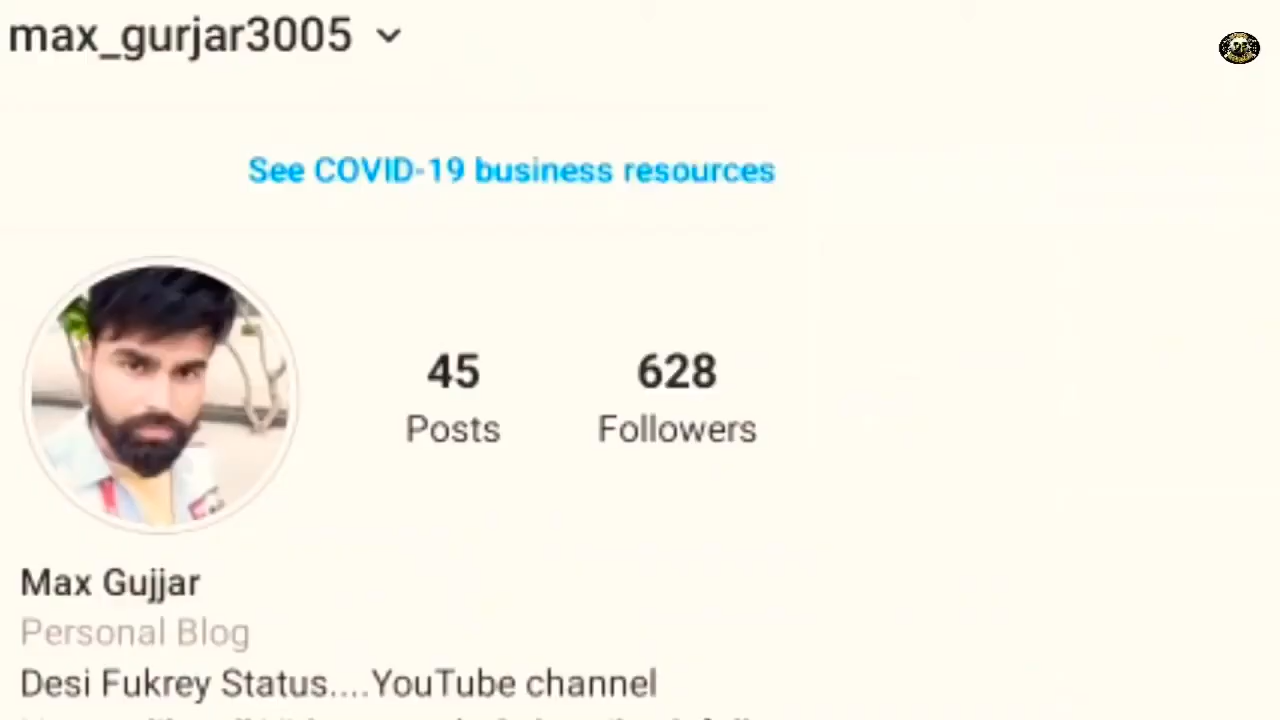 max_gurjar3005
See COVID-19 business resources
45
628
Posts
Followers
Max Gujjar
Personal Blog
Desi Fukrey Status....YouTube channel